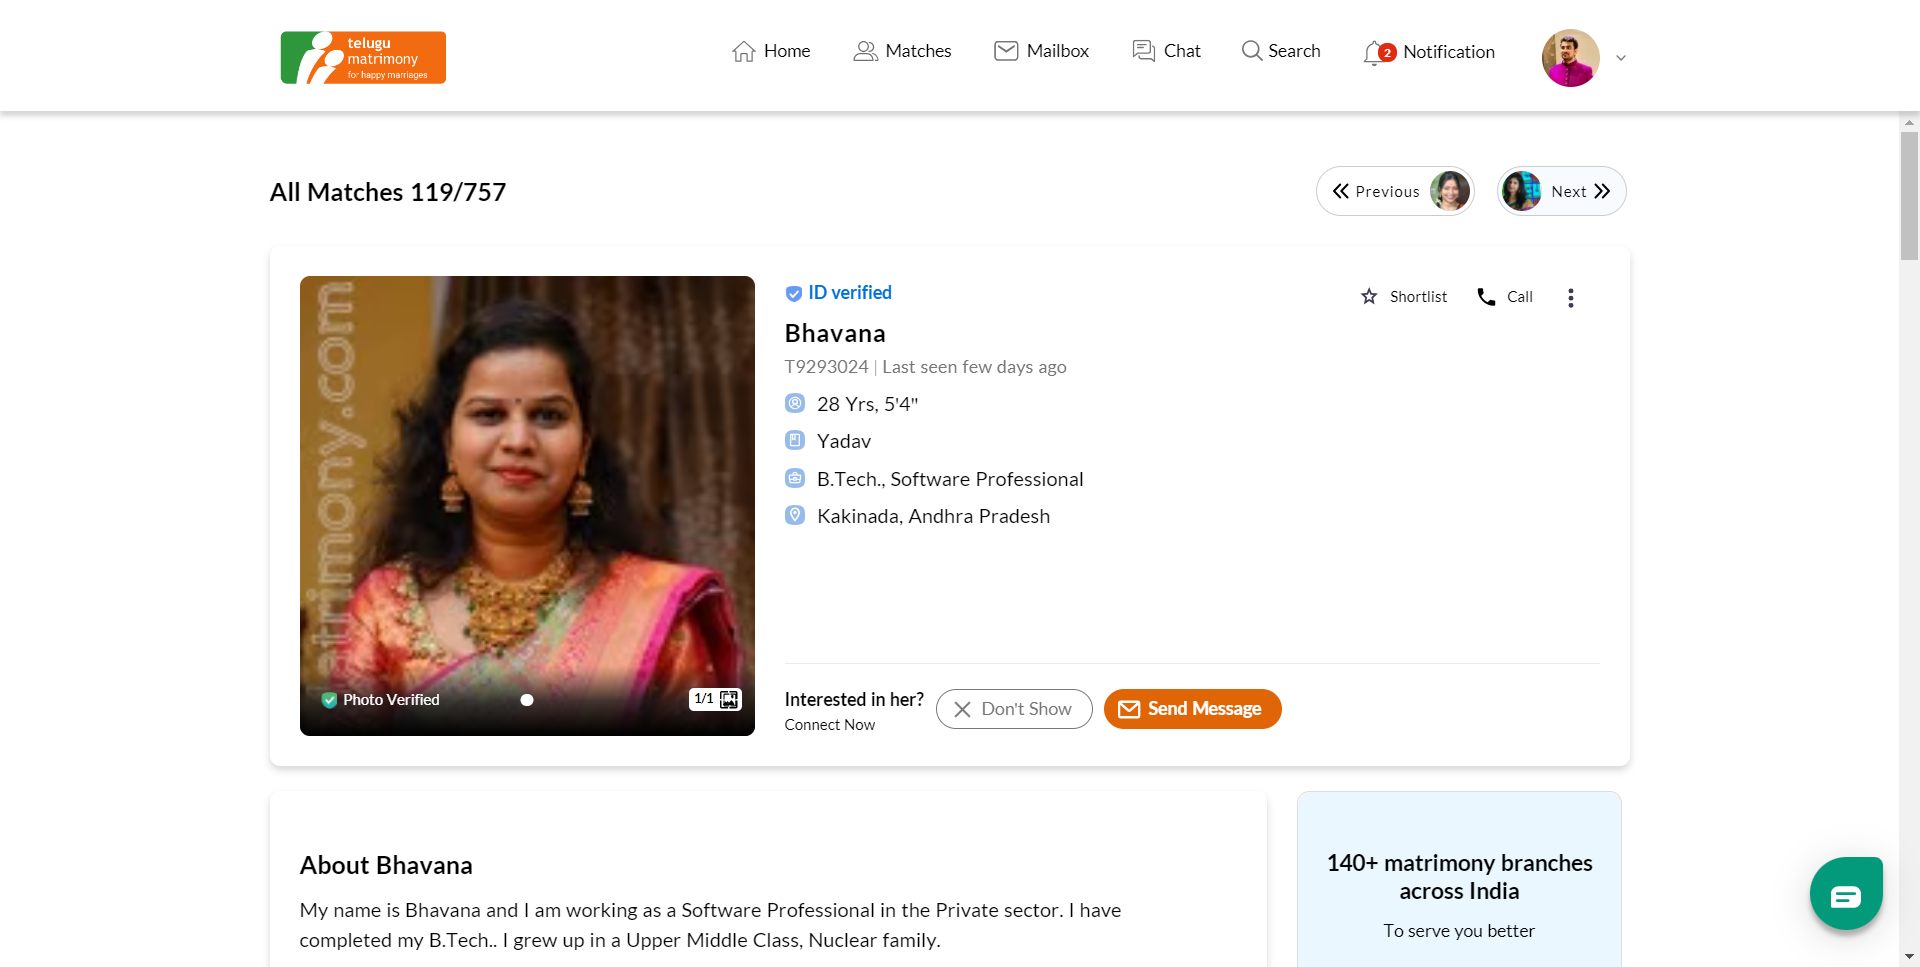 telugu
matrimony
for happy marriages
Home
Matches
Mailbox
Chat
Search
2
Notification
All Matches 119/757
Previous
Next
atrimony.com
Photo Verified
1/1
ID verified
Shortlist
Call
Bhavana
T9293024 | Last seen few days ago
28 Yrs, 5'4"
Yadav
B.Tech., Software Professional
Kakinada, Andhra Pradesh
Interested in her?
Connect Now
Don't Show
Send Message
About Bhavana
My name is Bhavana and I am working as a Software Professional in the Private sector. I have
completed my B.Tech.. I grew up in a Upper Middle Class, Nuclear family.
140+ matrimony branches
across India
To serve you better